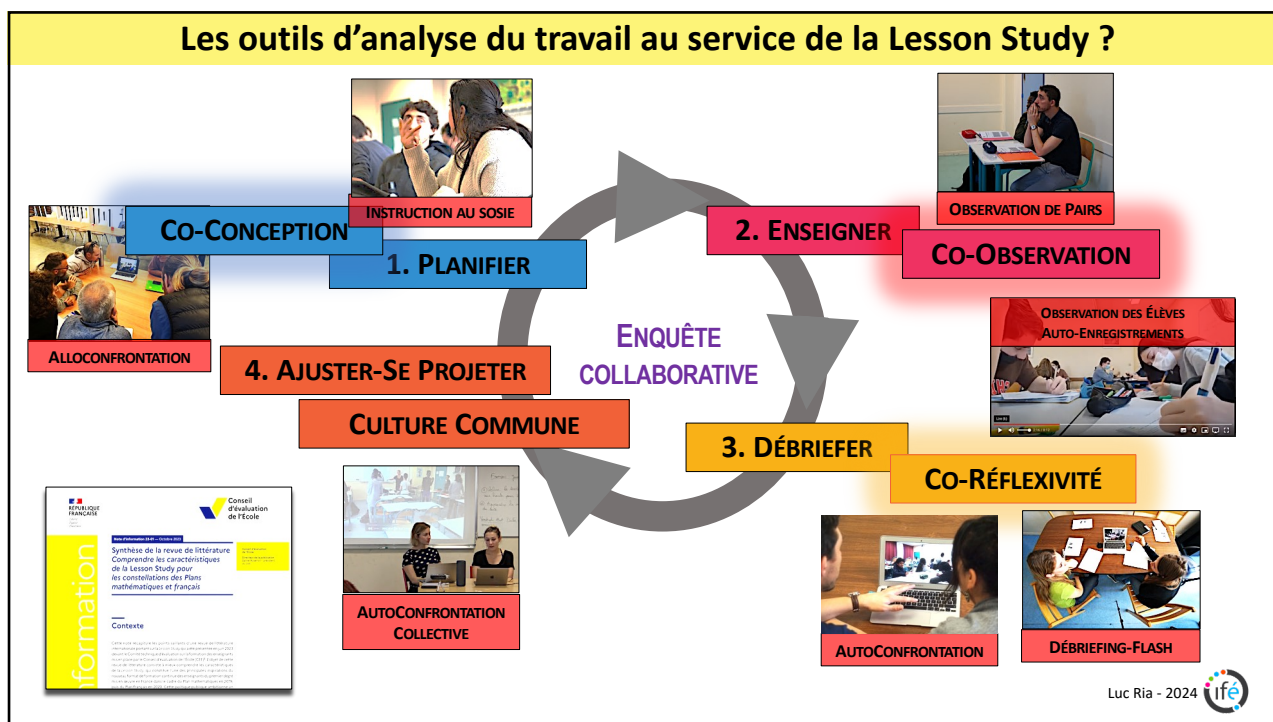 Les outils d’analyse du travail au service de la Lesson Study ?
INSTRUCTION AU SOSIE
CO-CONCEPTION
1. PLANIFIER
ALLOCONFRONTATION
OBSERVATION DE PAIRS
2. ENSEIGNER
CO-OBSERVATION
OBSERVATION DES ÉLÈVES
AUTO-ENREGISTREMENTS
ENQUÊTE
COLLABORATIVE
4. AJUSTER-SE PROJETER
CULTURE COMMUNE
3. DÉBRIEFER
CO-RÉFLEXIVITÉ
AUTOCONFRONTATION
COLLECTIVE
AUTOCONFRONTATION
DÉBRIEFING-FLASH
RÉPUBLIQUE
FRANÇAISE
Conseil
d’évaluation
de l’École
Synthèse de la revue de littérature
Comprendre les caractéristiques
de la Lesson Study pour
les constellations des Plans
mathématiques et français
Contexte
nformation
Luc Ria - 2024
ifé